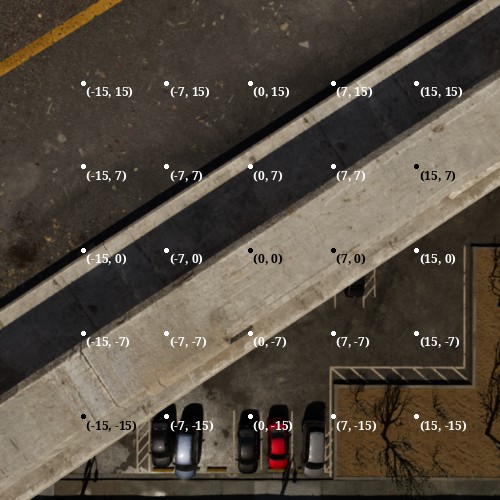 (-15, 15) (-7, 15) (0, 15) (7, 15) (15, 15)
(-15, 7) (-7, 7) (0, 7) (7, 7) (15, 7)
(-15, 0) (-7, 0) (0, 0) (7, 0) (15, 0)
(-15, -7) (-7, -7) (0, -7) (7, -7) (15, -7)
(-15, -15) (-7, -15) (0, -15) (7, -15) (15, -15)